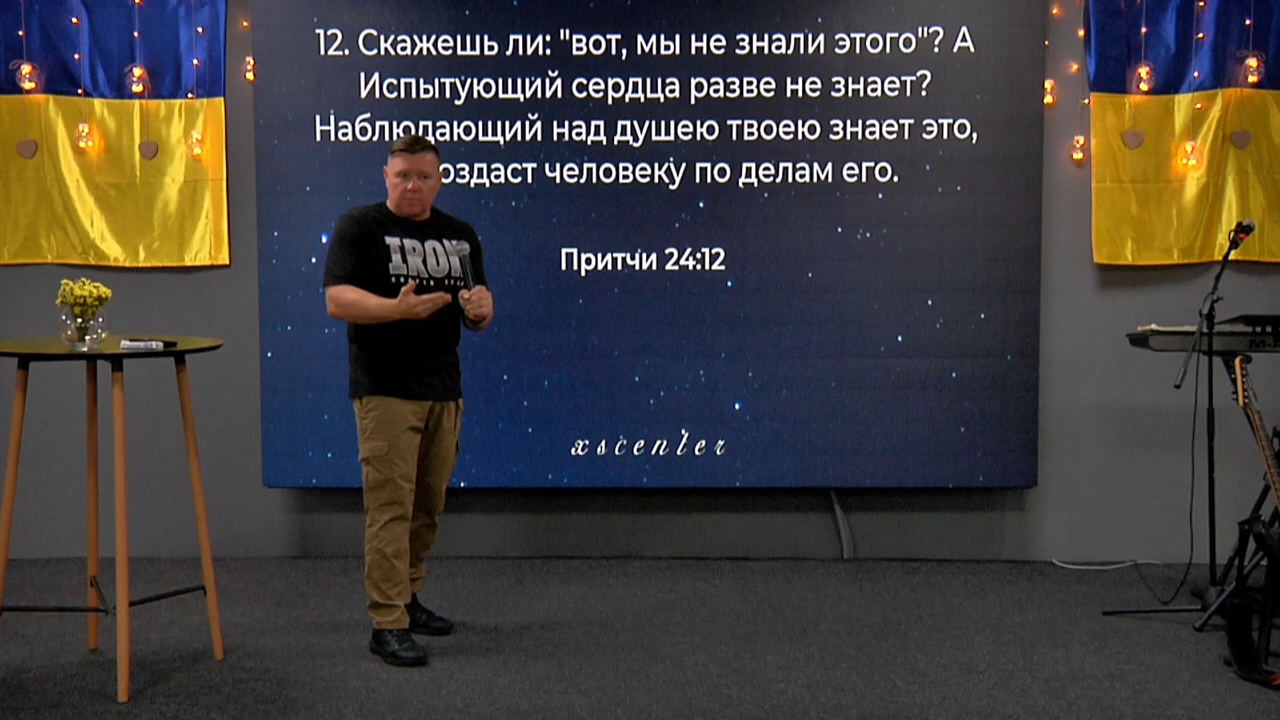 12. Скажешь ли: "вот, мы не знали этого"? А
Испытующий сердца разве не знает?
Наблюдающий над душею твоею знает это,
человеку по делам его.
Притчи 24:12
xscenter
IRON